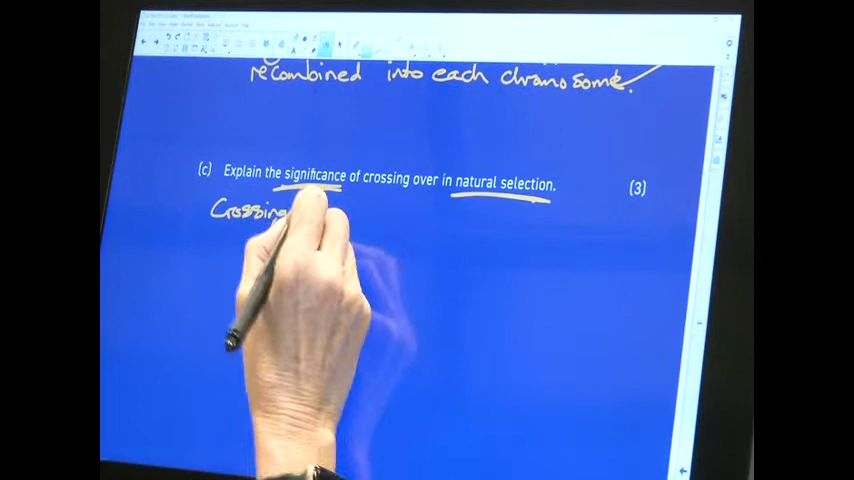 recombined into each chromosome.
(c) Explain the significance of crossing over in natural selection. (3)
Crossing